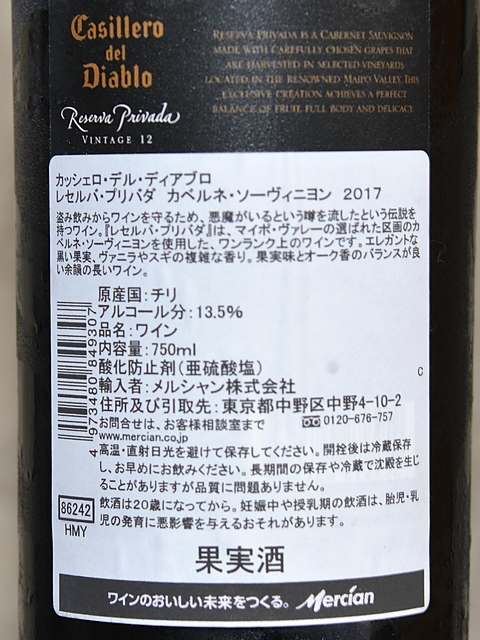 Casillero
del
Diablo
Reserva Privada
VINTAGE 12
RESERVA PRIVADA IS A CABERNET SAUVIGNON
MADE WITH CAREFULLY CHOSEN GRAPES THAT
ARE HARVESTED IN SELECTED VINEYARDS
LOCATED IN THE RENOWNED MAIPO VALLEY. THIS
EXCLUSIVE CREATION ACHIEVES A PERFECT
BALANCE OF FRUIT, FULL BODY AND DELICACY.
カッシェロ・デル・ディアブロ
レセルバ・プリバダ カベルネ・ソーヴィニヨン 2017
盗み飲みからワインを守るため、悪魔がいるという噂を流したという伝説を
持つワイン。『レセルバ・プリバダ』は、マイポ・ヴァレーの選ばれた区画のカ
ベルネ・ソーヴィニヨンを使用した、ワンランク上のワインです。エレガントな
黒い果実、ヴァニラやスギの複雑な香り。果実味とオーク香のバランスが良
い余韻の長いワイン。
原産国：チリ
アルコール分：13.5%
品名：ワイン
内容量：750ml
酸化防止剤（亜硫酸塩）
輸入者：メルシャン株式会社
住所及び引取先：東京都中野区中野4-10-2
お問合せは、お客様相談室まで 0120-676-757
www.mercian.co.jp
高温・直射日光を避けて保存してください。開栓後は冷蔵保存
し、お早めにお飲みください。長期間の保存や冷蔵で沈殿を生じ
ることがありますが品質に問題ありません。
飲酒は20歳になってから。妊娠中や授乳期の飲酒は、胎児・乳
児の発育に悪影響を与えるおそれがあります。
4 973480 849307
C
86242
HMY
果実酒
ワインのおいしい未来をつくる。 Mercian